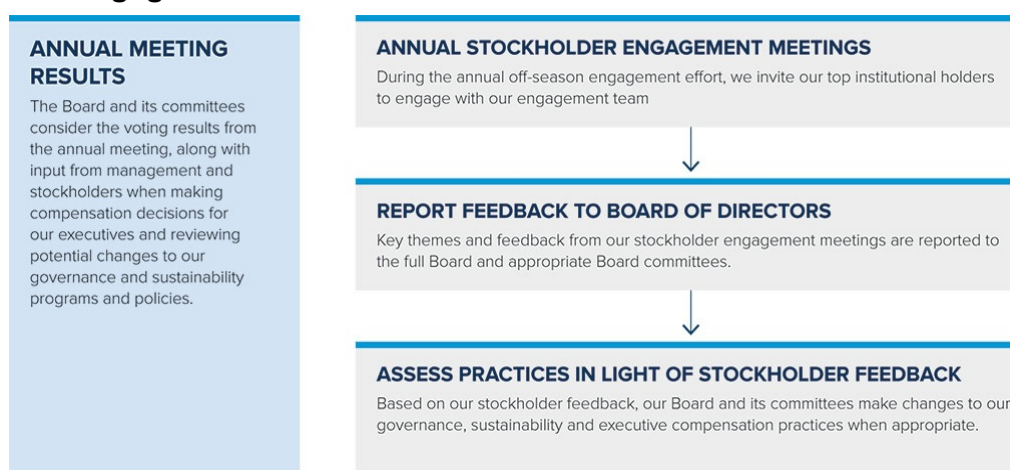 ANNUAL MEETING
RESULTS
The Board and its committees
consider the voting results from
the annual meeting, along with
input from management and
stockholders when making
compensation decisions for
our executives and reviewing
potential changes to our
governance and sustainability
programs and policies.
ANNUAL STOCKHOLDER ENGAGEMENT MEETINGS
During the annual off-season engagement effort, we invite our top institutional holders
to engage with our engagement team
REPORT FEEDBACK TO BOARD OF DIRECTORS
Key themes and feedback from our stockholder engagement meetings are reported to
the full Board and appropriate Board committees.
ASSESS PRACTICES IN LIGHT OF STOCKHOLDER FEEDBACK
Based on our stockholder feedback, our Board and its committees make changes to our
governance, sustainability and executive compensation practices when appropriate.